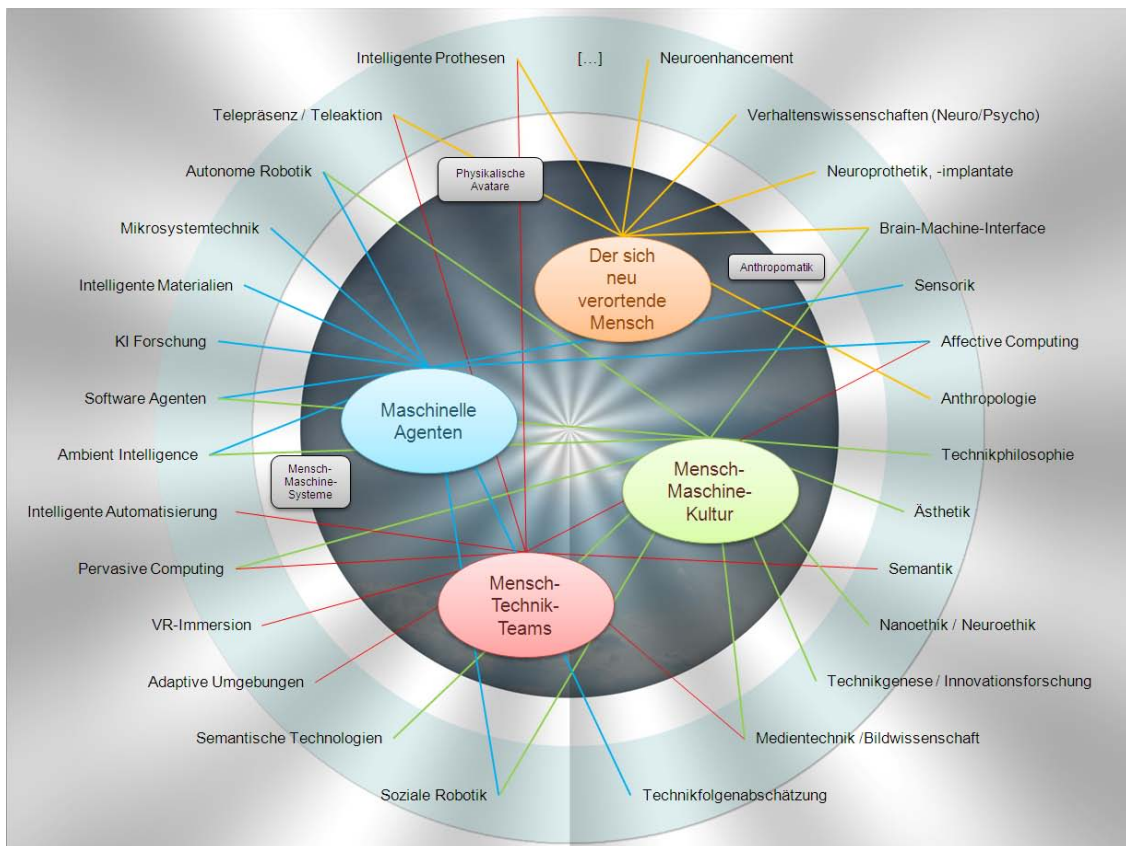 Intelligente Prothesen
[...]
Neuroenhancement
Telepräsenz / Teleaktion
Verhaltenswissenschaften (Neuro/Psycho)
Physikalische
Avatare
Autonome Robotik
Neuroprothetik, -implantate
Mikrosystemtechnik
Brain-Machine-Interface
Der sich
neu
verortende
Mensch
Anthropomatik
Intelligente Materialien
Sensorik
KI Forschung
Affective Computing
Software Agenten
Anthropologie
Maschinelle
Agenten
Ambient Intelligence
Technikphilosophie
Mensch-
Maschine-
Systeme
Mensch-
Maschine-
Kultur
Intelligente Automatisierung
Ästhetik
Pervasive Computing
Semantik
Mensch-
Technik-
Teams
VR-Immersion
Nanoethik / Neuroethik
Adaptive Umgebungen
Technikgenese / Innovationsforschung
Semantische Technologien
Medientechnik /Bildwissenschaft
Soziale Robotik
Technikfolgenabschätzung